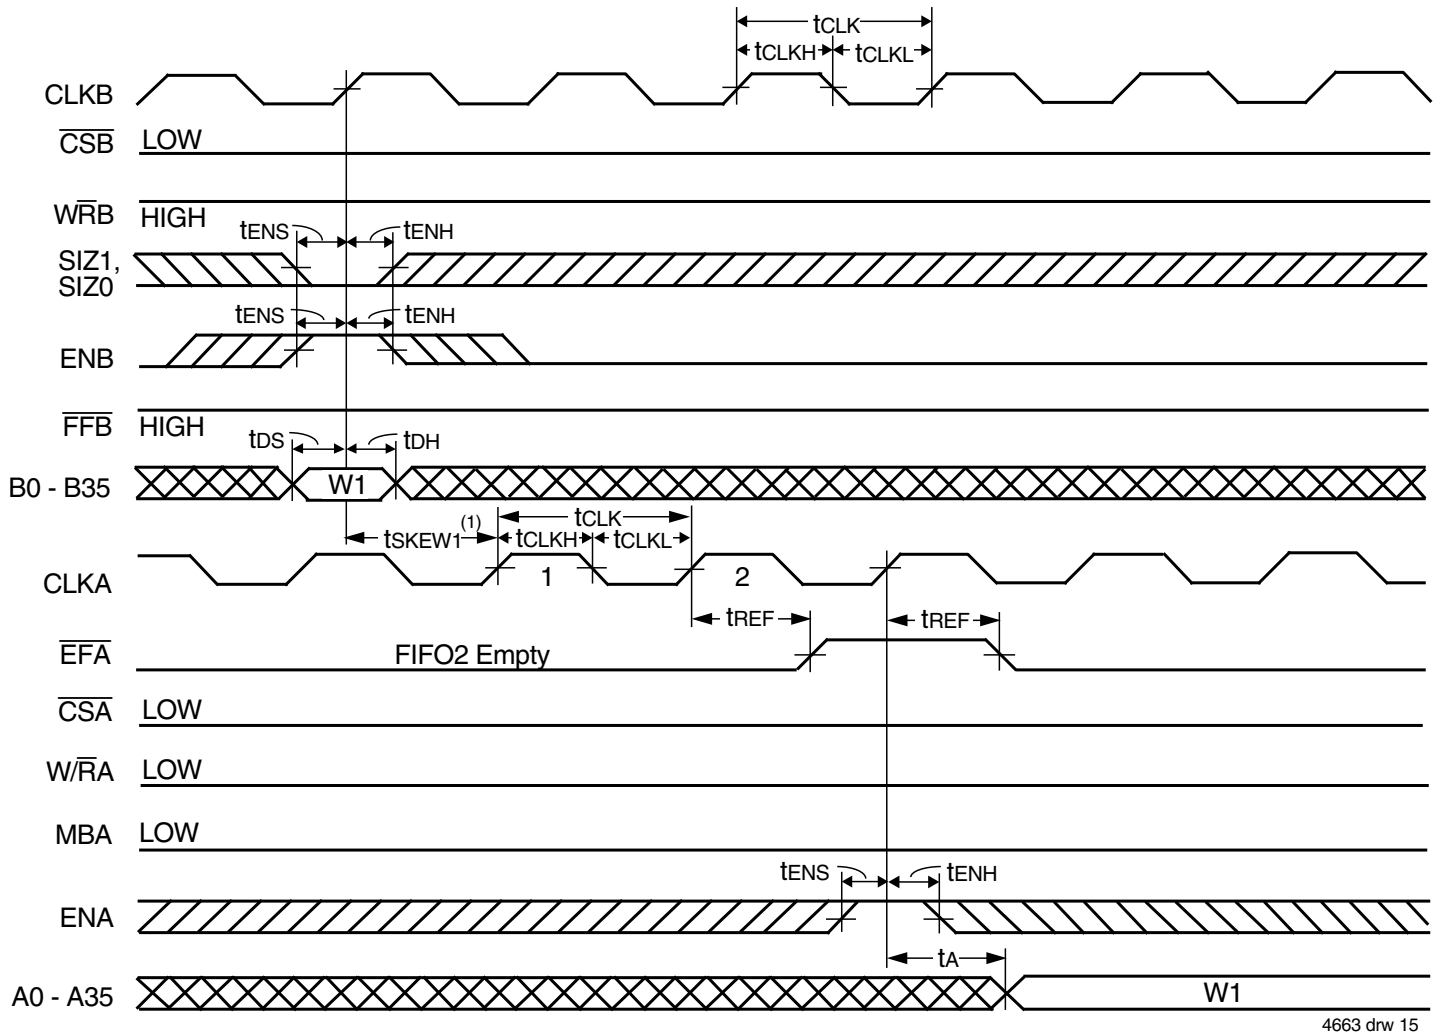 tCLK
tCLKH tCLKL
CLKB
CSB LOW
WRB HIGH
tENS tENH
SIZ1,
SIZ0
tENS tENH
ENB
FFB HIGH
tDS tDH
B0 - B35 W1
tSKEW1 (1) tCLK
tCLKH tCLKL
CLKA 1 2
tREF tREF
EFA FIFO2 Empty
CSA LOW
W/RA LOW
MBA LOW
tENS tENH
ENA
tA
A0 - A35 W1
4663 drw 15